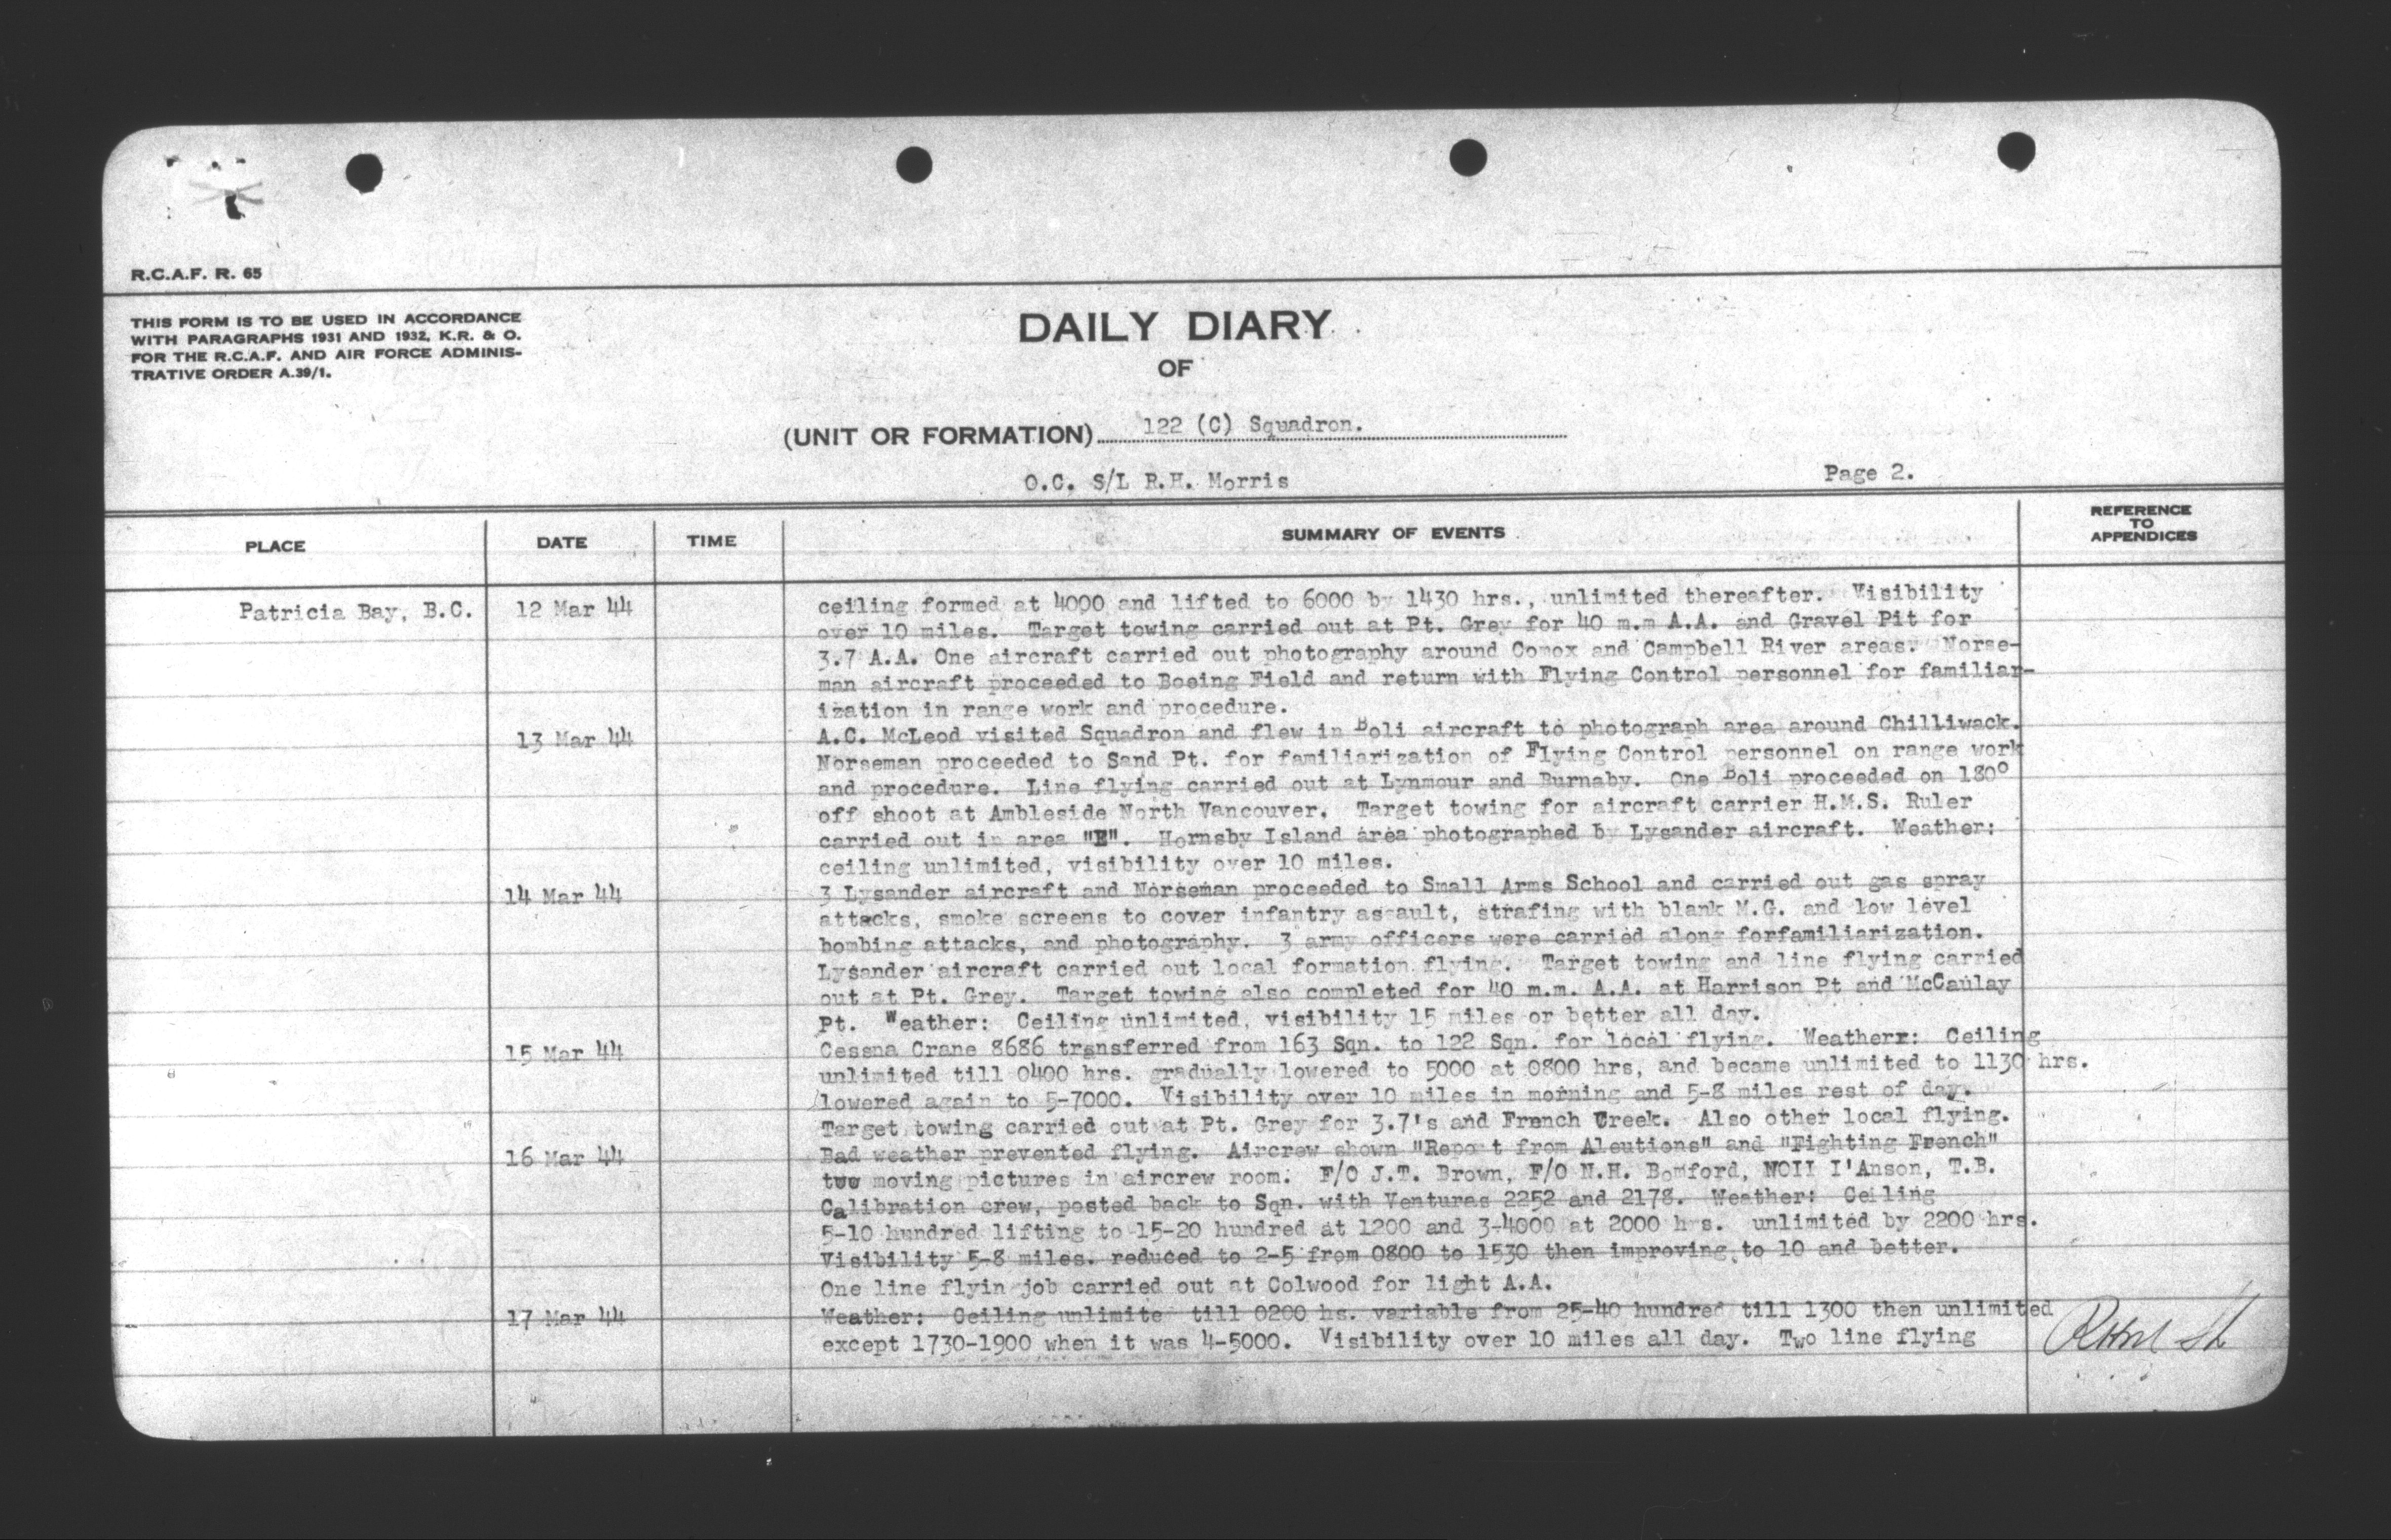 R.C.A.F. R. 65
THIS FORM IS TO BE USED IN ACCORDANCE
WITH PARAGRAPHS 1931 AND 1932, K.R. & O.
FOR THE R.C.A.F. AND AIR FORCE ADMINIS-
TRATIVE ORDER A.39/1.
DAILY DIARY
OF
(UNIT OR FORMATION) 122 (C) Squadron.
O.C. S/L R.H. Morris
Page 2.
PLACE DATE TIME SUMMARY OF EVENTS REFERENCE TO APPENDICES
Patricia Bay, B.C. 12 Mar 44 ceiling formed at 4000 and lifted to 6000 by 1430 hrs., unlimited thereafter. Visibility
over 10 miles. Target towing carried out at Pt. Grey for 40 m.m A.A. and Gravel Pit for
3.7 A.A. One aircraft carried out photography around Comox and Campbell River areas. Norse-
man aircraft proceeded to Boeing Field and return with Flying Control personnel for familiar-
ization in range work and procedure.
13 Mar 44 A.C. McLeod visited Squadron and flew in Boli aircraft to photograph area around Chilliwack.
Norseman proceeded to Sand Pt. for familiarization of Flying Control personnel on range work
and procedure. Line flying carried out at Lynmour and Burnaby. One Boli proceeded on 180°
off shoot at Ambleside North Vancouver. Target towing for aircraft carrier H.M.S. Ruler
carried out in area "E". Hornsby Island area photographed by Lysander aircraft. Weather:
ceiling unlimited, visibility over 10 miles.
14 Mar 44 3 Lysander aircraft and Norseman proceeded to Small Arms School and carried out gas spray
attacks, smoke screens to cover infantry assault, strafing with blank M.G. and low level
bombing attacks, and photography. 3 army officers were carried along forfamiliarization.
Lysander aircraft carried out local formation flying. Target towing and line flying carried
out at Pt. Grey. Target towing also completed for 40 m.m. A.A. at Harrison Pt and McCaulay
Pt. Weather: Ceiling unlimited, visibility 15 miles or better all day.
15 Mar 44 Cessna Crane 8686 transferred from 163 Sqn. to 122 Sqn. for local flying. Weatherr: Ceiling
unlimited till 0400 hrs. gradually lowered to 5000 at 0800 hrs, and became unlimited to 1130 hrs.
lowered again to 5-7000. Visibility over 10 miles in morning and 5-8 miles rest of day.
Target towing carried out at Pt. Grey for 3.7's and French Creek. Also other local flying.
16 Mar 44 Bad weather prevented flying. Aircrew shown "Repo t from Aleutions" and "Fighting French"
two moving pictures in aircrew room. F/O J.T. Brown, F/O N.H. Bomford, WOII I'Anson, T.B.
Calibration crew, posted back to Sqn. with Venturas 2252 and 2178. Weather: Ceiling
5-10 hundred lifting to 15-20 hundred at 1200 and 3-4000 at 2000 h s. unlimited by 2200 hrs.
Visibility 5-8 miles. reduced to 2-5 from 0800 to 1530 then improving to 10 and better.
One line flyin job carried out at Colwood for light A.A.
17 Mar 44 Weather: Ceiling unlimite till 0200 hs. variable from 25-40 hundred till 1300 then unlimited
except 1730-1900 when it was 4-5000. Visibility over 10 miles all day. Two line flying